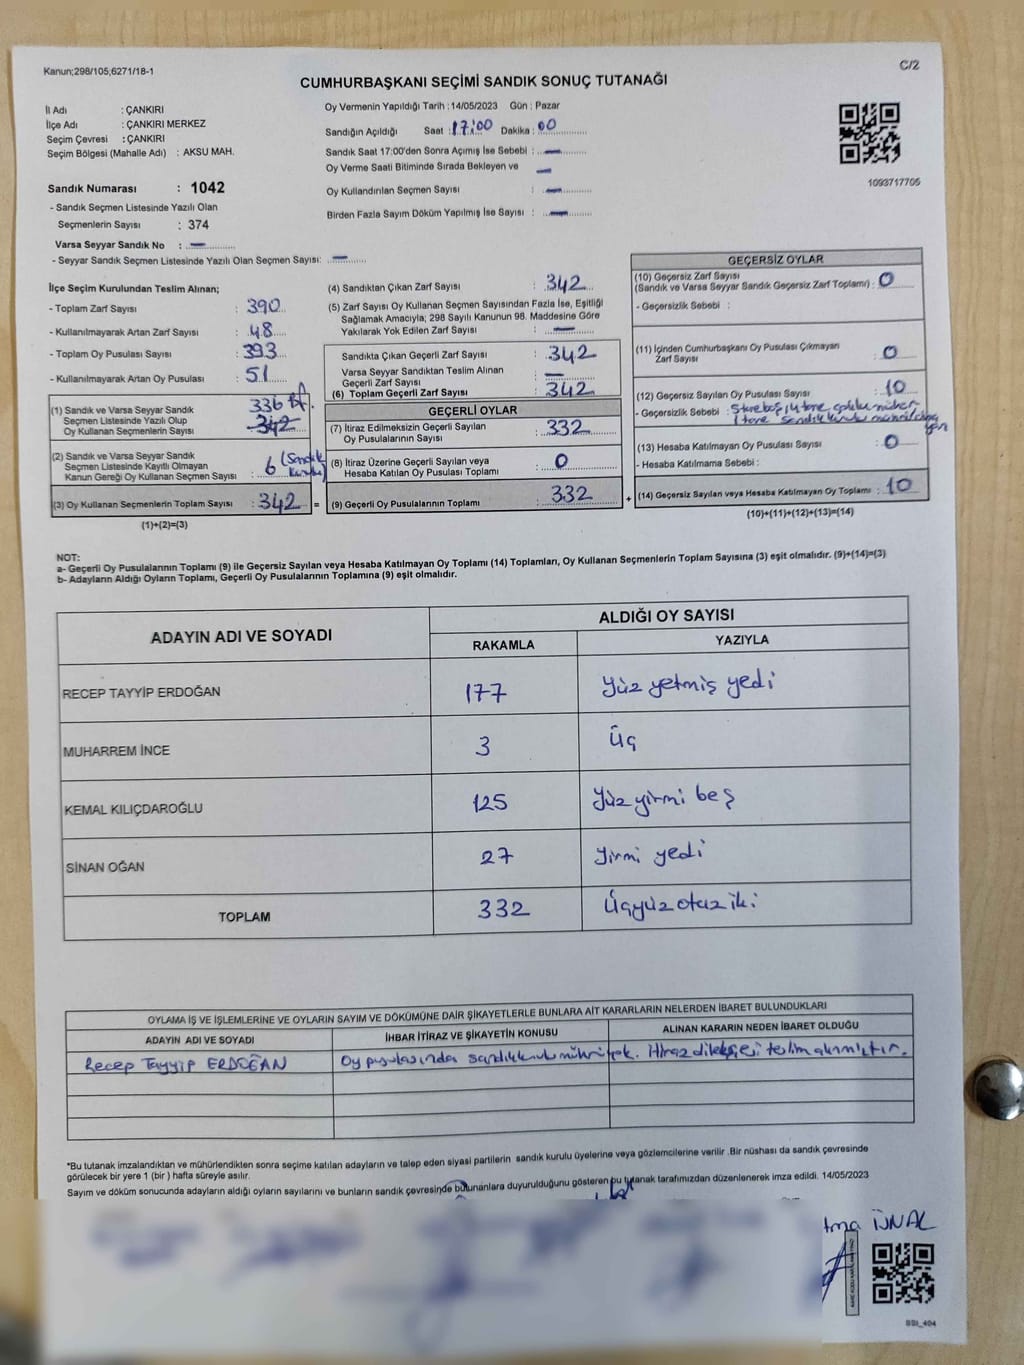 Kanun;298/105;6271/18-1
C/2
CUMHURBAŞKANI SEÇİMİ SANDIK SONUÇ TUTANAĞI
İl Adı : ÇANKIRI
İlçe Adı : ÇANKIRI MERKEZ
Seçim Çevresi : ÇANKIRI
Seçim Bölgesi (Mahalle Adı) : AKSU MAH.
Sandık Numarası : 1042
- Sandık Seçmen Listesinde Yazılı Olan
Seçmenlerin Sayısı : 374
Varsa Seyyar Sandık No : —
- Seyyar Sandık Seçmen Listesinde Yazılı Olan Seçmen Sayısı: —
Oy Vermenin Yapıldığı Tarih : 14/05/2023 Gün : Pazar
Sandığın Açıldığı Saat : 17:00 Dakika : 00
Sandık Saat 17:00'den Sonra Açımış İse Sebebi : —
Oy Verme Saati Bitiminde Sırada Bekleyen ve —
Oy Kullandırılan Seçmen Sayısı : —
Birden Fazla Sayım Döküm Yapılmış İse Sayısı : —
1093717705
İlçe Seçim Kurulundan Teslim Alınan;
- Toplam Zarf Sayısı : 390
- Kullanılmayarak Artan Zarf Sayısı : 48
- Toplam Oy Pusulası Sayısı : 393
- Kullanılmayarak Artan Oy Pusulası : 51
(1) Sandık ve Varsa Seyyar Sandık 336
Seçmen Listesinde Yazılı Olup 342
Oy Kullanan Seçmenlerin Sayısı
(2) Sandık ve Varsa Seyyar Sandık
Seçmen Listesinde Kayıtlı Olmayan : 6 (Sandık
Kanun Gereği Oy Kullanan Seçmen Sayısı
(3) Oy Kullanan Seçmenlerin Toplam Sayısı : 342 =
(1)+(2)=(3)
(4) Sandıktan Çıkan Zarf Sayısı : 342
(5) Zarf Sayısı Oy Kullanan Seçmen Sayısından Fazla İse, Eşitliği
Sağlamak Amacıyla; 298 Sayılı Kanunun 98. Maddesine Göre
Yakılarak Yok Edilen Zarf Sayısı : —
Sandıkta Çıkan Geçerli Zarf Sayısı : 342
Varsa Seyyar Sandıktan Teslim Alınan
Geçerli Zarf Sayısı : —
(6) Toplam Geçerli Zarf Sayısı : 342
GEÇERLİ OYLAR
(7) İtiraz Edilmeksizin Geçerli Sayılan
Oy Pusulalarının Sayısı : 332
(8) İtiraz Üzerine Geçerli Sayılan veya
Hesaba Katılan Oy Pusulası Toplamı : 0
(9) Geçerli Oy Pusulalarının Toplamı : 332 +
GEÇERSİZ OYLAR
(10) Geçersiz Zarf Sayısı
(Sandık ve Varsa Seyyar Sandık Geçersiz Zarf Toplamı) : 0
- Geçersizlik Sebebi :
(11) İçinden Cumhurbaşkanı Oy Pusulası Çıkmayan
Zarf Sayısı : 0
(12) Geçersiz Sayılan Oy Pusulası Sayısı : 10
- Geçersizlik Sebebi :
(13) Hesaba Katılmayan Oy Pusulası Sayısı : 0
- Hesaba Katılmama Sebebi :
(14) Geçersiz Sayılan veya Hesaba Katılmayan Oy Toplamı : 10
(10)+(11)+(12)+(13)=(14)
NOT:
a- Geçerli Oy Pusulalarının Toplamı (9) ile Geçersiz Sayılan veya Hesaba Katılmayan Oy Toplamı (14) Toplamları, Oy Kullanan Seçmenlerin Toplam Sayısına (3) eşit olmalıdır. (9)+(14)=(3)
b- Adayların Aldığı Oyların Toplamı, Geçerli Oy Pusulalarının Toplamına (9) eşit olmalıdır.
ADAYIN ADI VE SOYADI
ALDIĞI OY SAYISI
RAKAMLA YAZIYLA
RECEP TAYYİP ERDOĞAN 177 Yüz yetmiş yedi
MUHARREM İNCE 3 Üç
KEMAL KILIÇDAROĞLU 125 Yüz yirmi beş
SİNAN OĞAN 27 Yirmi yedi
TOPLAM 332 Üçyüz otuz iki
OYLAMA İŞ VE İŞLEMLERİNE VE OYLARIN SAYIM VE DÖKÜMÜNE DAİR ŞİKAYETLERLE BUNLARA AİT KARARLARIN NELERDEN İBARET BULUNDUKLARI
ADAYIN ADI VE SOYADI İHBAR İTİRAZ VE ŞİKAYETİN KONUSU ALINAN KARARIN NEDEN İBARET OLDUĞU
Recep Tayyip ERDOĞAN Oy pusulasında sandık kurulu mührü yok. İtiraz dilekçesi teslim alınmıştır.
*Bu tutanak imzalandıktan ve mühürlendikten sonra seçime katılan adayların ve talep eden siyasi partilerin sandık kurulu üyelerine veya gözlemcilerine verilir .Bir nüshası da sandık çevresinde
görülecek bir yere 1 (bir ) hafta süreyle asılır.
Sayım ve döküm sonucunda adayların aldığı oyların sayılarını ve bunların sandık çevresinde bulunanlara duyurulduğunu gösteren bu tutanak tarafımızdan düzenlenerek imza edildi. 14/05/2023
tma ÜNAL
SSI_404